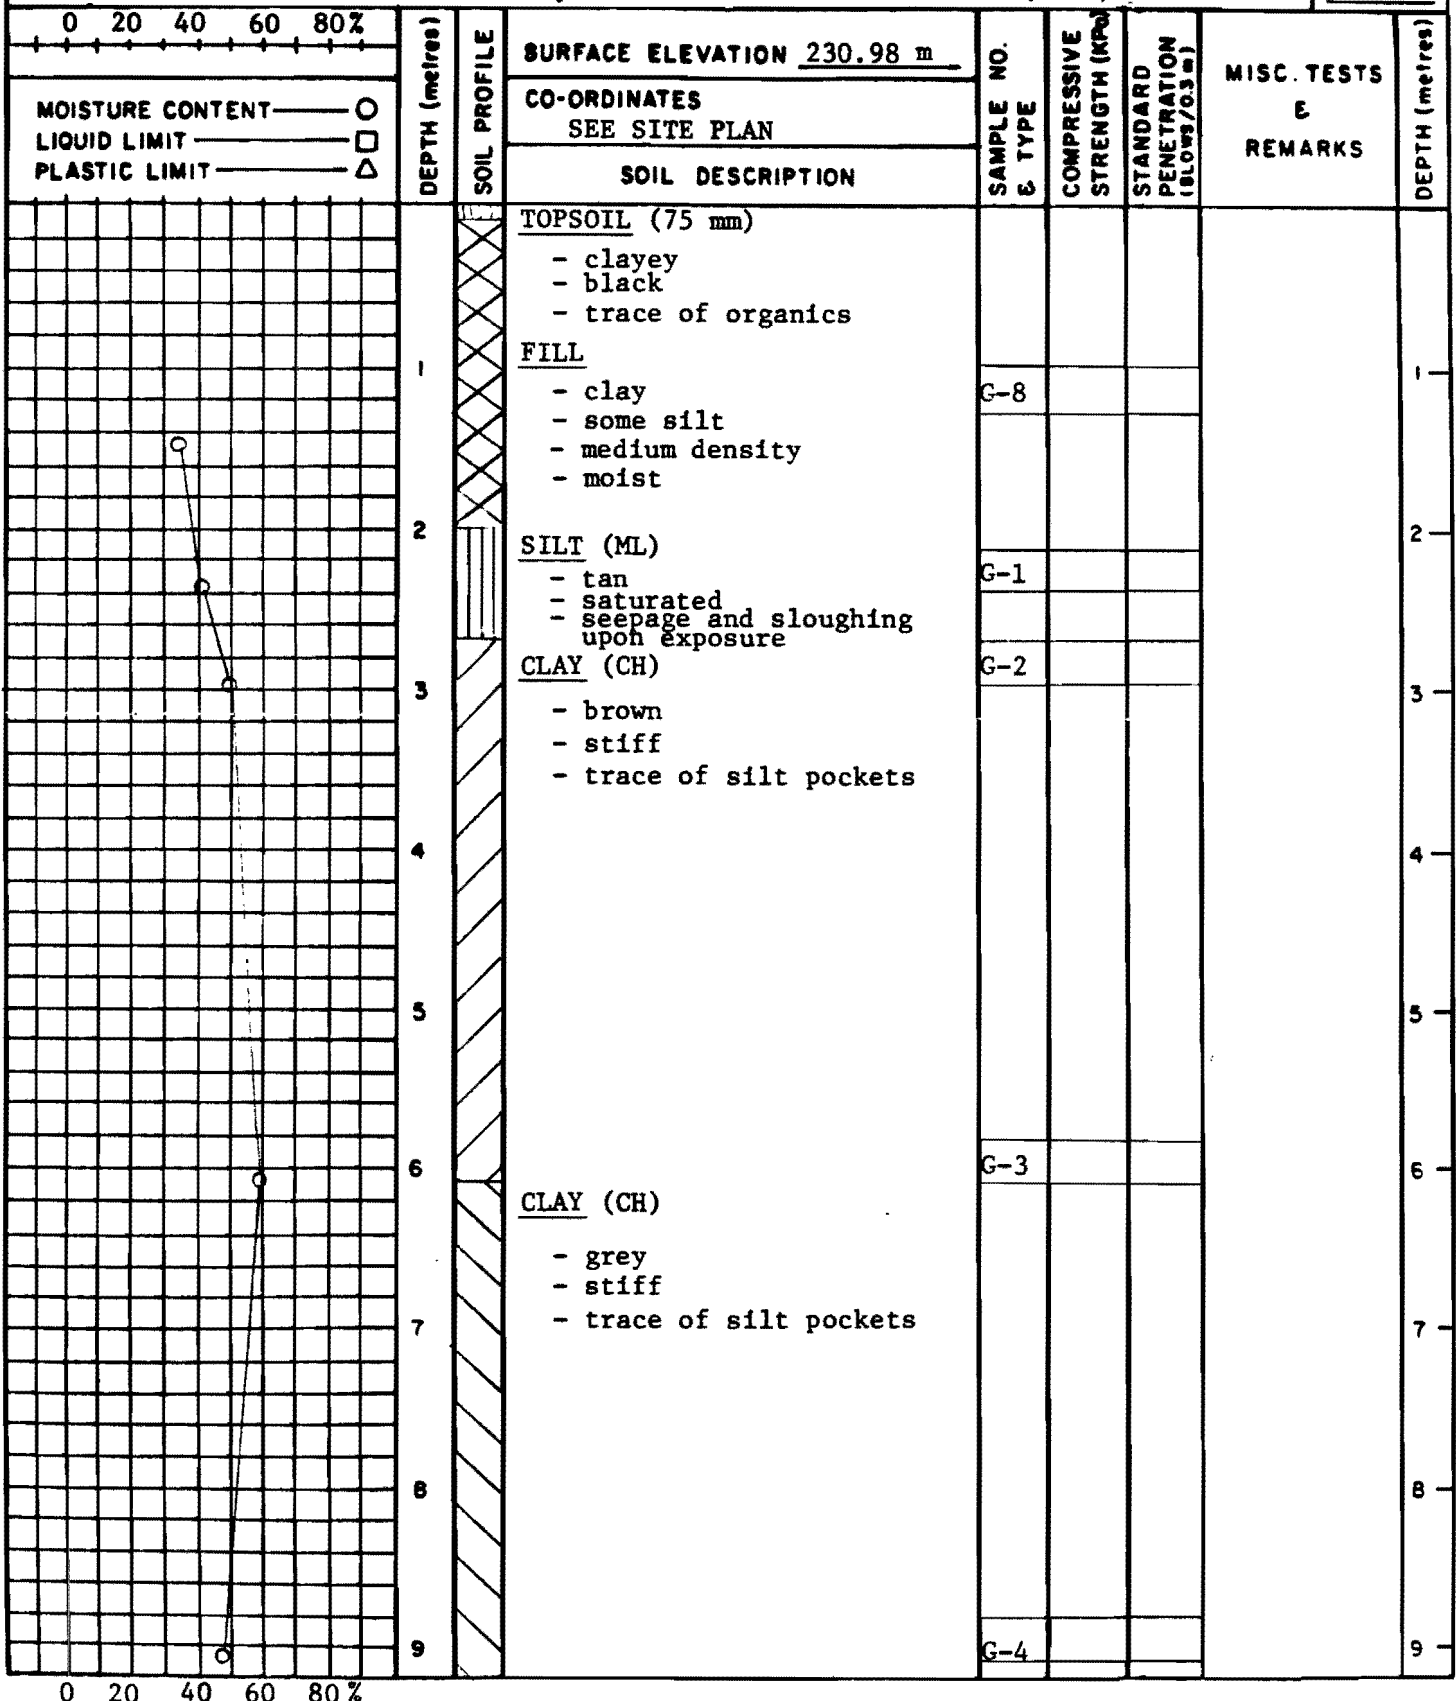 0 20 40 60 80%
MOISTURE CONTENT
LIQUID LIMIT
PLASTIC LIMIT
DEPTH (metres)
SOIL PROFILE
SURFACE ELEVATION 230.98 m
CO-ORDINATES
SEE SITE PLAN
SOIL DESCRIPTION
SAMPLE NO.
& TYPE
COMPRESSIVE
STRENGTH (KPa)
STANDARD
PENETRATION
(BLOWS/0.3 m)
MISC. TESTS
&
REMARKS
DEPTH (metres)
TOPSOIL (75 mm)
- clayey
- black
- trace of organics
FILL
1 1
- clay G-8
- some silt
- medium density
- moist
2 2
SILT (ML)
- tan G-1
- saturated
- seepage and sloughing
upon exposure
CLAY (CH) G-2
3 3
- brown
- stiff
- trace of silt pockets
4 4
5 5
6 G-3 6
CLAY (CH)
- grey
- stiff
- trace of silt pockets
7 7
8 8
9 G-4 9
0 20 40 60 80%